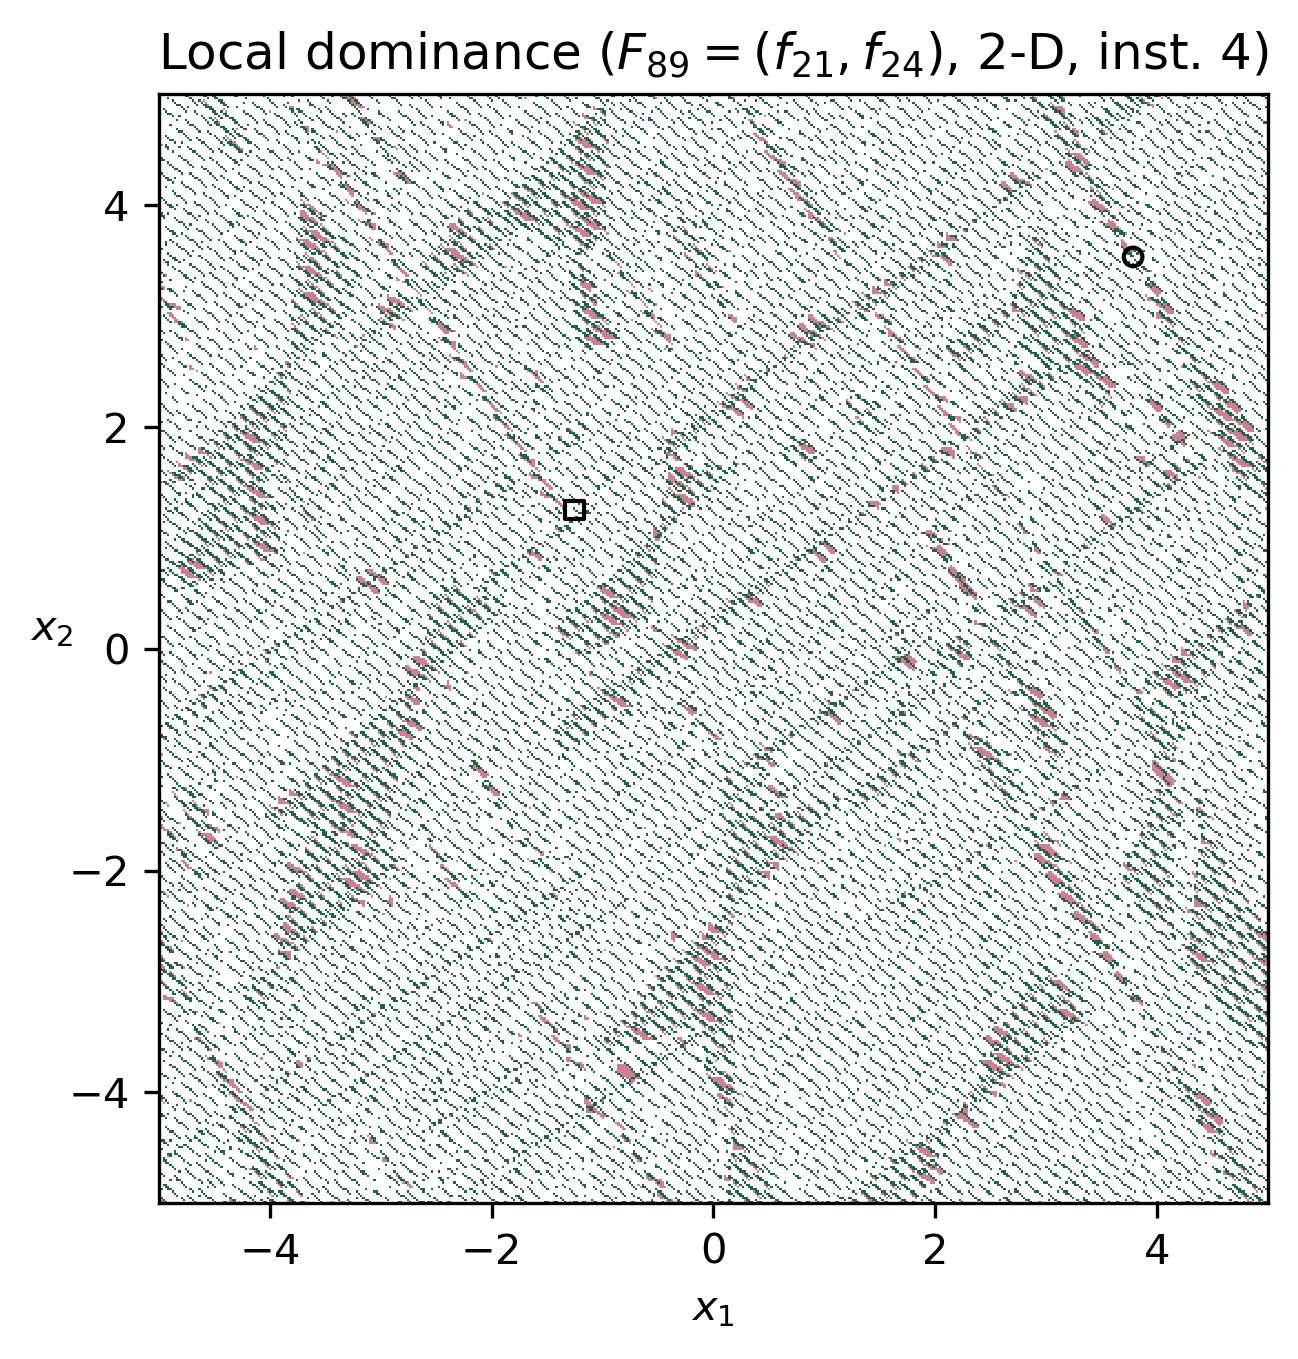 Local dominance (F₈₉ = (f₂₁, f₂₄), 2-D, inst. 4)
4
2
x₂ 0
−2
−4
−4 −2 0 2 4
x₁